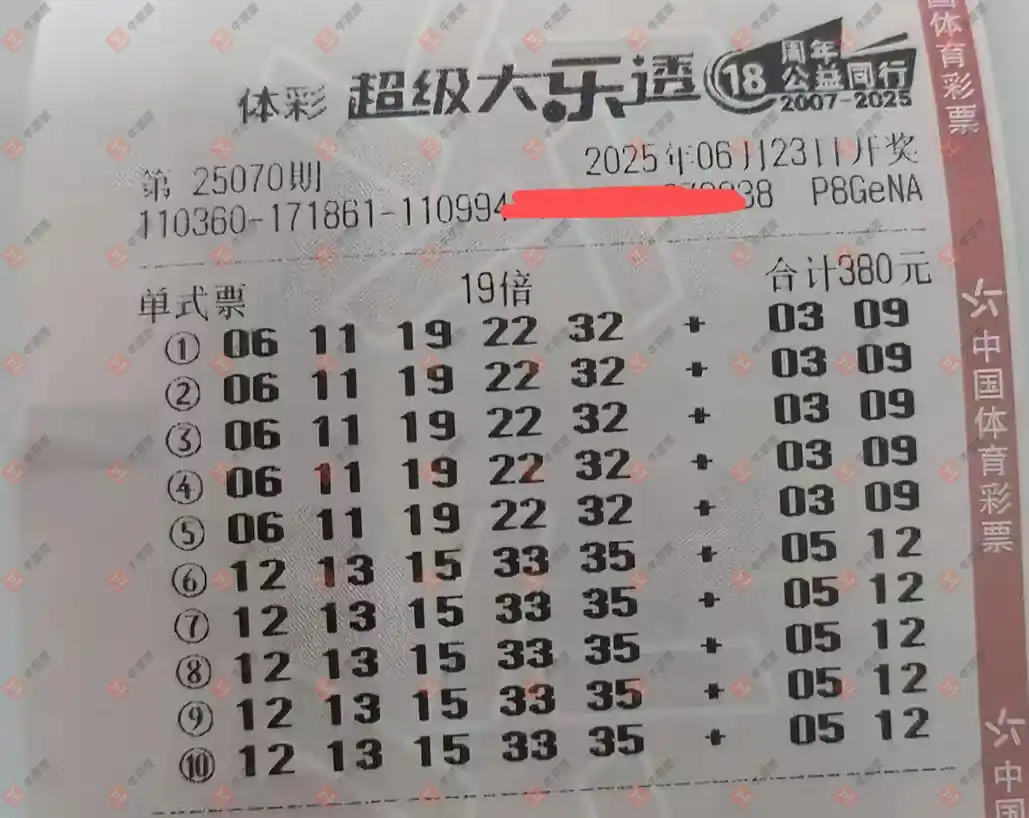 体彩 超级大乐透 18 周年 公益同行 2007-2025
第 25070期 2025年06月23日开奖
110360-171861-110994 38 P8GeNA
单式票 19倍 合计380元
① 06 11 19 22 32 + 03 09
② 06 11 19 22 32 + 03 09
③ 06 11 19 22 32 + 03 09
④ 06 11 19 22 32 + 03 09
⑤ 06 11 19 22 32 + 03 09
⑥ 12 13 15 33 35 + 05 12
⑦ 12 13 15 33 35 + 05 12
⑧ 12 13 15 33 35 + 05 12
⑨ 12 13 15 33 35 + 05 12
⑩ 12 13 15 33 35 + 05 12
国体育彩票
中国体育彩票
中国